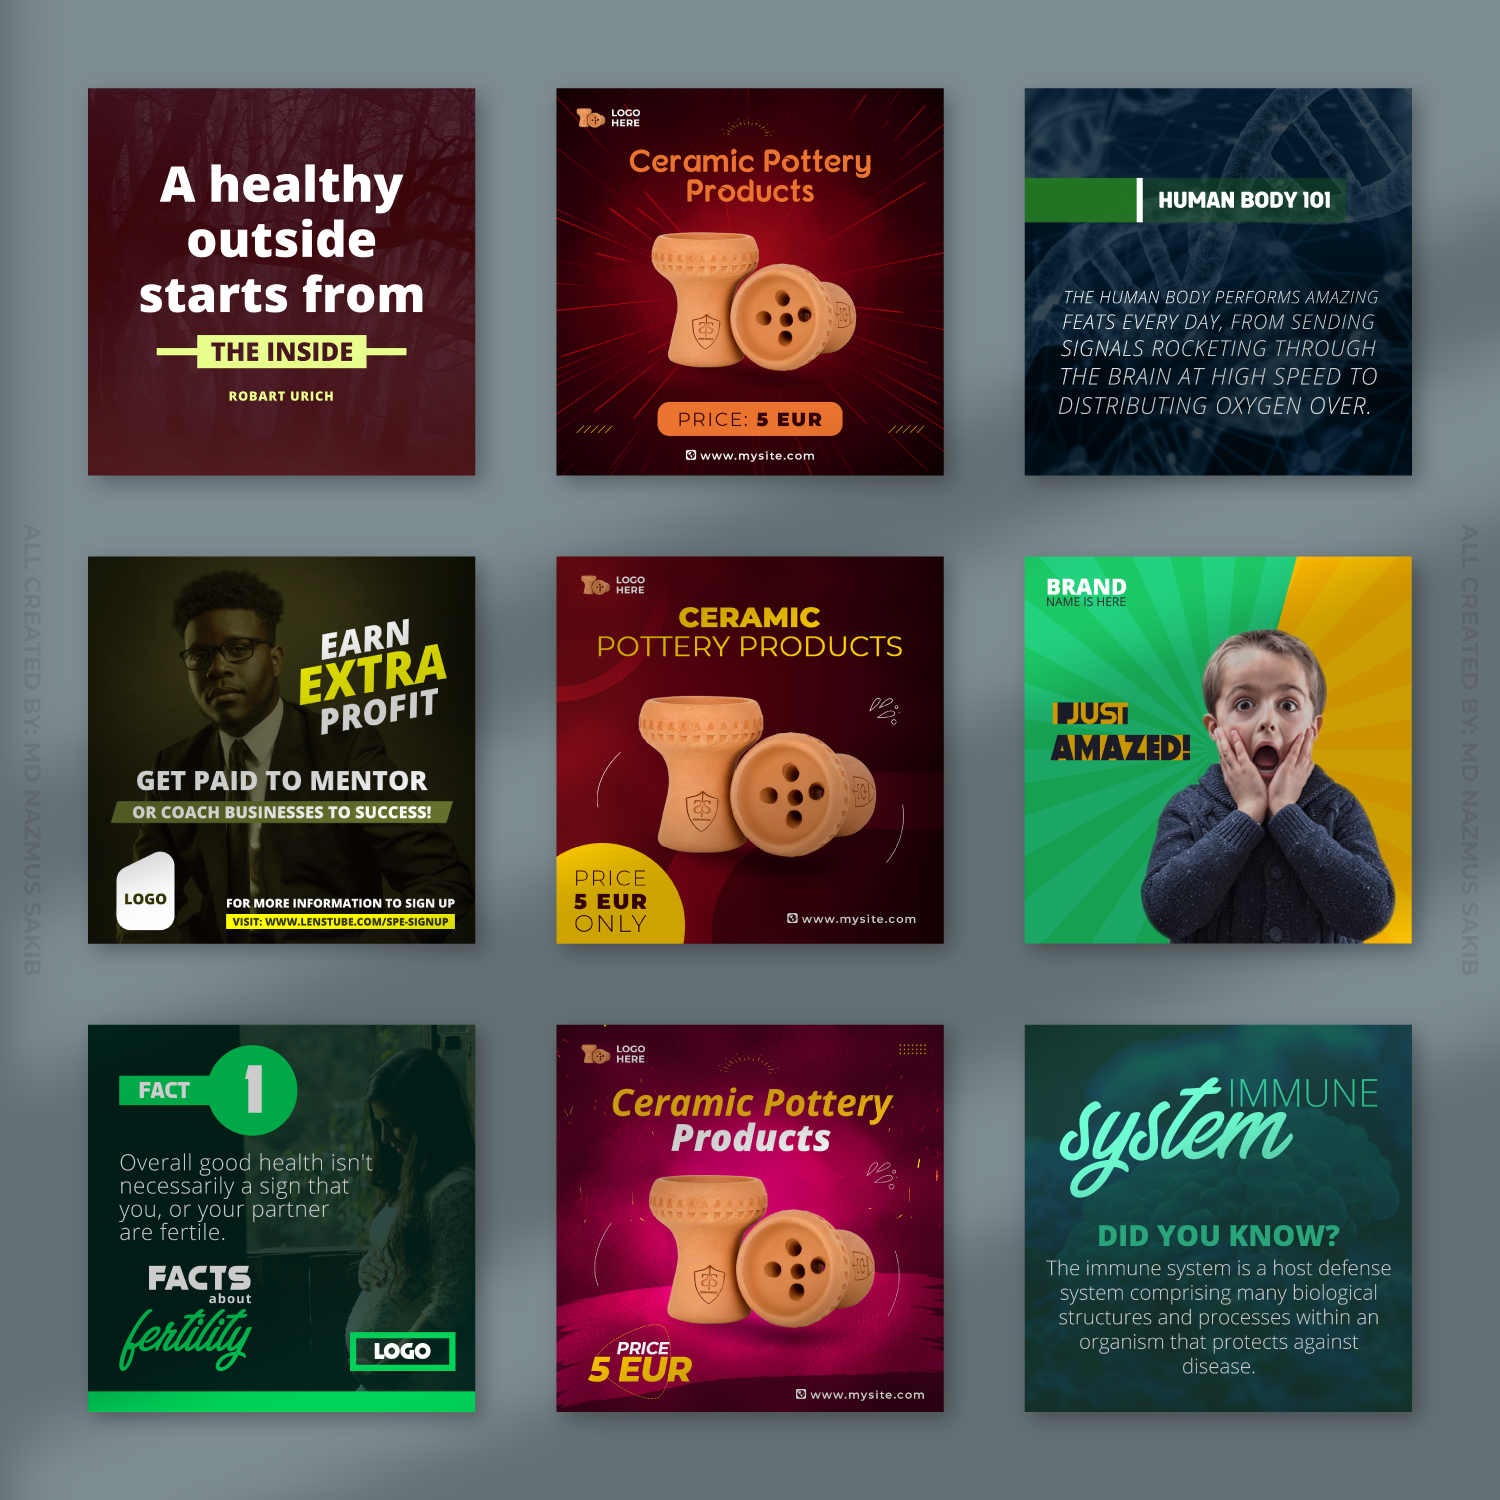 A healthy
outside
starts from
THE INSIDE
ROBART URICH
LOGO
HERE
Ceramic Pottery
Products
PRICE: 5 EUR
www.mysite.com
HUMAN BODY 101
THE HUMAN BODY PERFORMS AMAZING
FEATS EVERY DAY, FROM SENDING
SIGNALS ROCKETING THROUGH
THE BRAIN AT HIGH SPEED TO
DISTRIBUTING OXYGEN OVER.
ALL CREATED BY: MD NAZMUS SAKIB
EARN
EXTRA
PROFIT
GET PAID TO MENTOR
OR COACH BUSINESSES TO SUCCESS!
LOGO
FOR MORE INFORMATION TO SIGN UP
VISIT: WWW.LENSTUBE.COM/SPE-SIGNUP
LOGO
HERE
CERAMIC
POTTERY PRODUCTS
PRICE
5 EUR
ONLY
www.mysite.com
BRAND
NAME IS HERE
I JUST
AMAZED!
ALL CREATED BY: MD NAZMUS SAKIB
FACT 1
Overall good health isn't
necessarily a sign that
you, or your partner
are fertile.
FACTS
about
fertility
LOGO
LOGO
HERE
Ceramic Pottery
Products
PRICE
5 EUR
www.mysite.com
IMMUNE
system
DID YOU KNOW?
The immune system is a host defense
system comprising many biological
structures and processes within an
organism that protects against
disease.